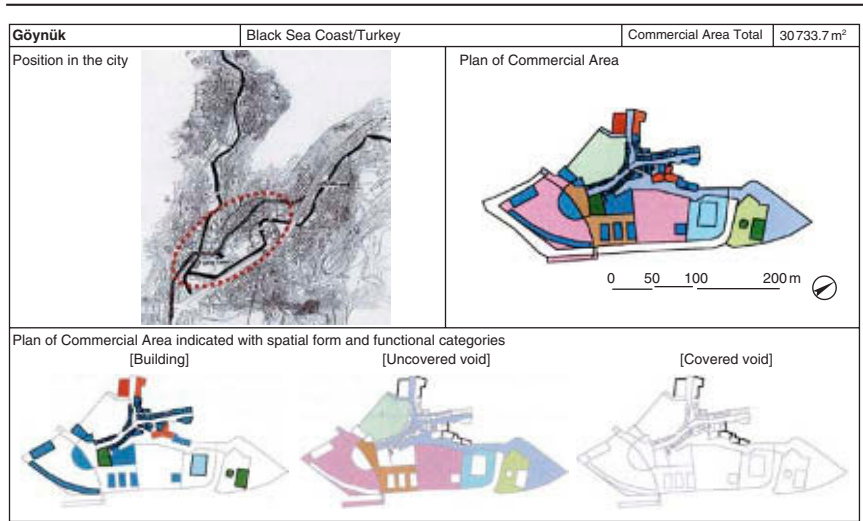 Göynük
Black Sea Coast/Turkey
Commercial Area Total
30 733.7 m²
Position in the city
Plan of Commercial Area
0 50 100 200 m
Plan of Commercial Area indicated with spatial form and functional categories
[Building]
[Uncovered void]
[Covered void]